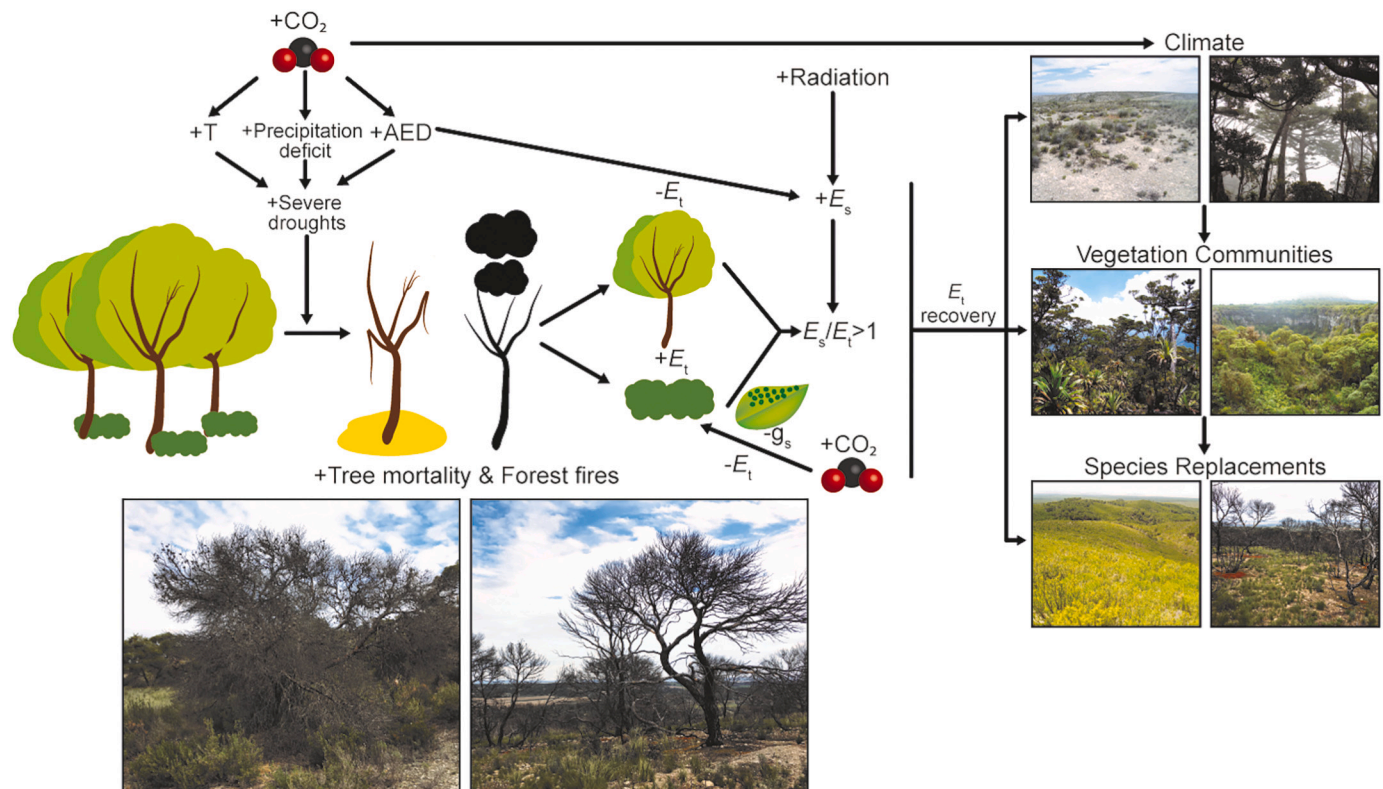 +CO₂
Climate
+Radiation
+T
+Precipitation
deficit
+AED
+Severe
droughts
-Eₜ
+Eₛ
Vegetation Communities
Eₜ
recovery
Eₛ/Eₜ>1
+Eₜ
-gₛ
+CO₂
-Eₜ
+Tree mortality & Forest fires
Species Replacements